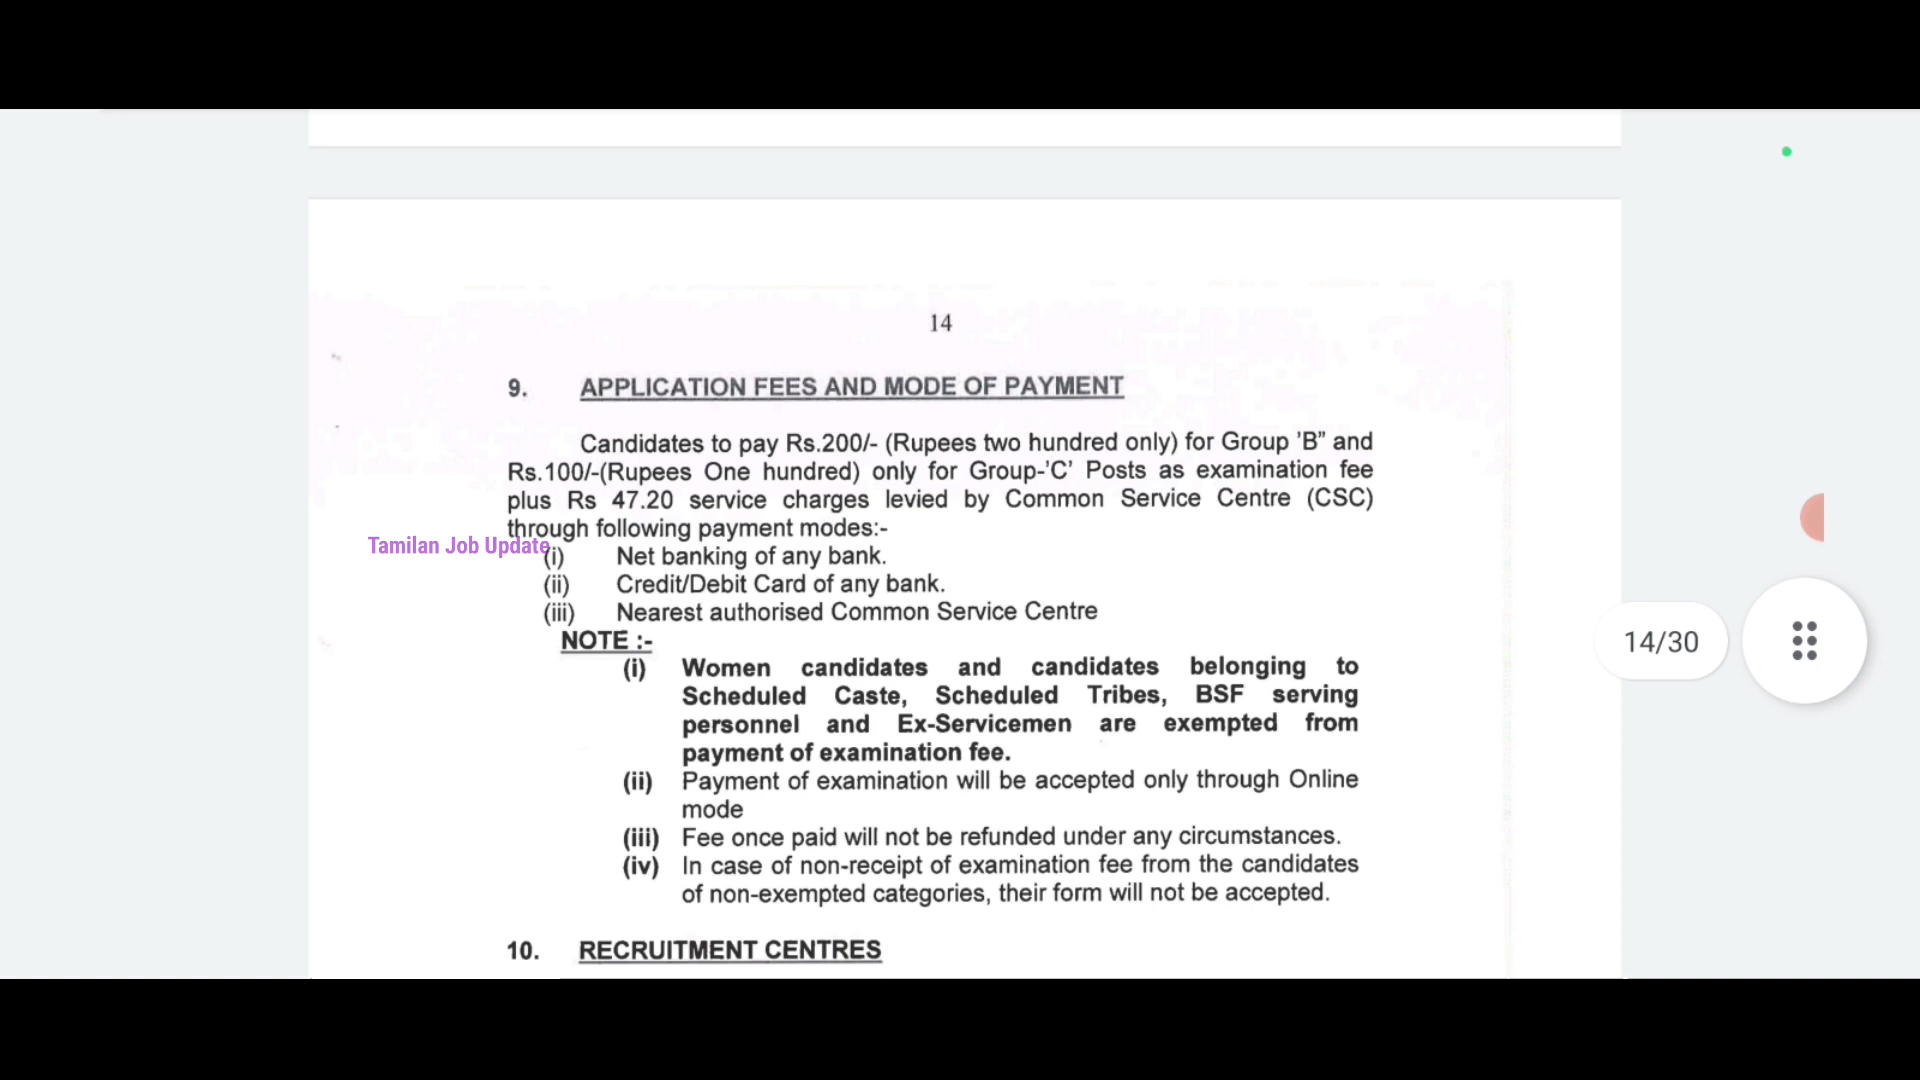 14
9. APPLICATION FEES AND MODE OF PAYMENT
Candidates to pay Rs.200/- (Rupees two hundred only) for Group 'B" and
Rs.100/-(Rupees One hundred) only for Group-'C' Posts as examination fee
plus Rs 47.20 service charges levied by Common Service Centre (CSC)
through following payment modes:-
Tamilan Job Update
(i) Net banking of any bank.
(ii) Credit/Debit Card of any bank.
(iii) Nearest authorised Common Service Centre
NOTE :-
(i) Women candidates and candidates belonging to
Scheduled Caste, Scheduled Tribes, BSF serving
personnel and Ex-Servicemen are exempted from
payment of examination fee.
(ii) Payment of examination will be accepted only through Online
mode
(iii) Fee once paid will not be refunded under any circumstances.
(iv) In case of non-receipt of examination fee from the candidates
of non-exempted categories, their form will not be accepted.
10. RECRUITMENT CENTRES
14/30